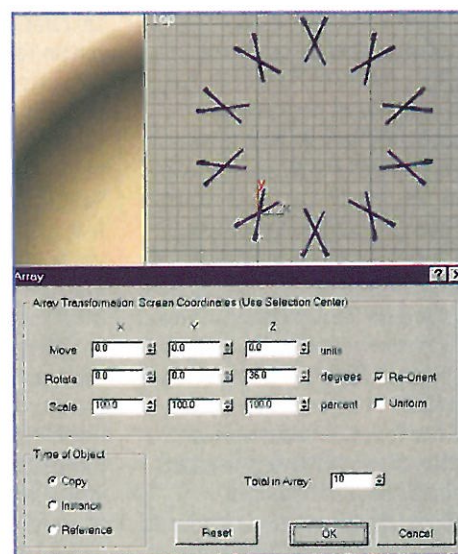 Top
Y
X
Array
Array Transformation: Screen Coordinates (Use Selection Center)
X Y Z
Move 0.0 0.0 0.0 units
Rotate 0.0 0.0 36.0 degrees Re-Orient
Scale 100.0 100.0 100.0 percent Uniform
Type of Object
Copy
Instance
Reference
Total in Array: 10
Reset OK Cancel